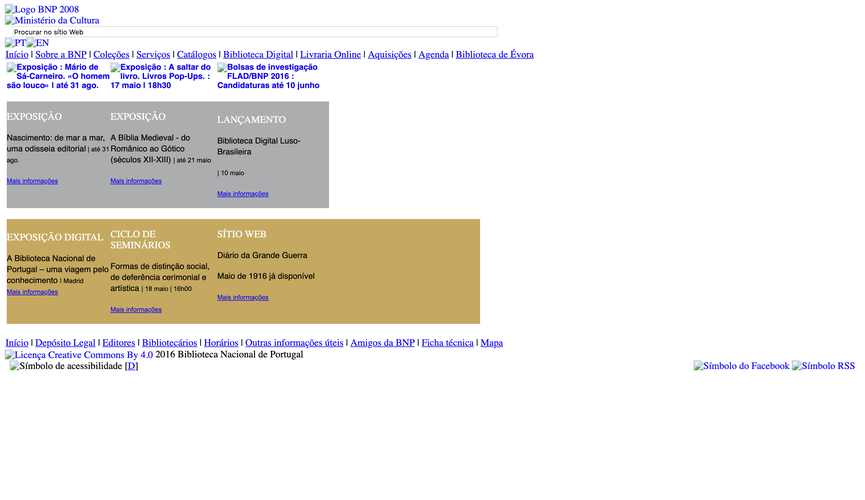 Logo BNP 2008
Ministério da Cultura
Procurar no sítio Web
PT EN
Início | Sobre a BNP | Coleções | Serviços | Catálogos | Biblioteca Digital | Livraria Online | Aquisições | Agenda | Biblioteca de Évora
Exposição : Mário de
Sá-Carneiro. «O homem
são louco» | até 31 ago.
Exposição : A saltar do
livro. Livros Pop-Ups. :
17 maio | 18h30
Bolsas de investigação
FLAD/BNP 2016 :
Candidaturas até 10 junho
EXPOSIÇÃO
Nascimento: de mar a mar,
uma odisseia editorial | até 31
ago.
Mais informações
EXPOSIÇÃO
A Bíblia Medieval - do
Românico ao Gótico
(séculos XII-XIII) | até 21 maio
Mais informações
LANÇAMENTO
Biblioteca Digital Luso-
Brasileira
| 10 maio
Mais informações
EXPOSIÇÃO DIGITAL
A Biblioteca Nacional de
Portugal – uma viagem pelo
conhecimento | Madrid
Mais informações
CICLO DE
SEMINÁRIOS
Formas de distinção social,
de deferência cerimonial e
artística | 18 maio | 16h00
Mais informações
SÍTIO WEB
Diário da Grande Guerra
Maio de 1916 já disponível
Mais informações
Início | Depósito Legal | Editores | Bibliotecários | Horários | Outras informações úteis | Amigos da BNP | Ficha técnica | Mapa
Licença Creative Commons By 4.0 2016 Biblioteca Nacional de Portugal
Símbolo de acessibilidade [D]
Símbolo do Facebook Símbolo RSS